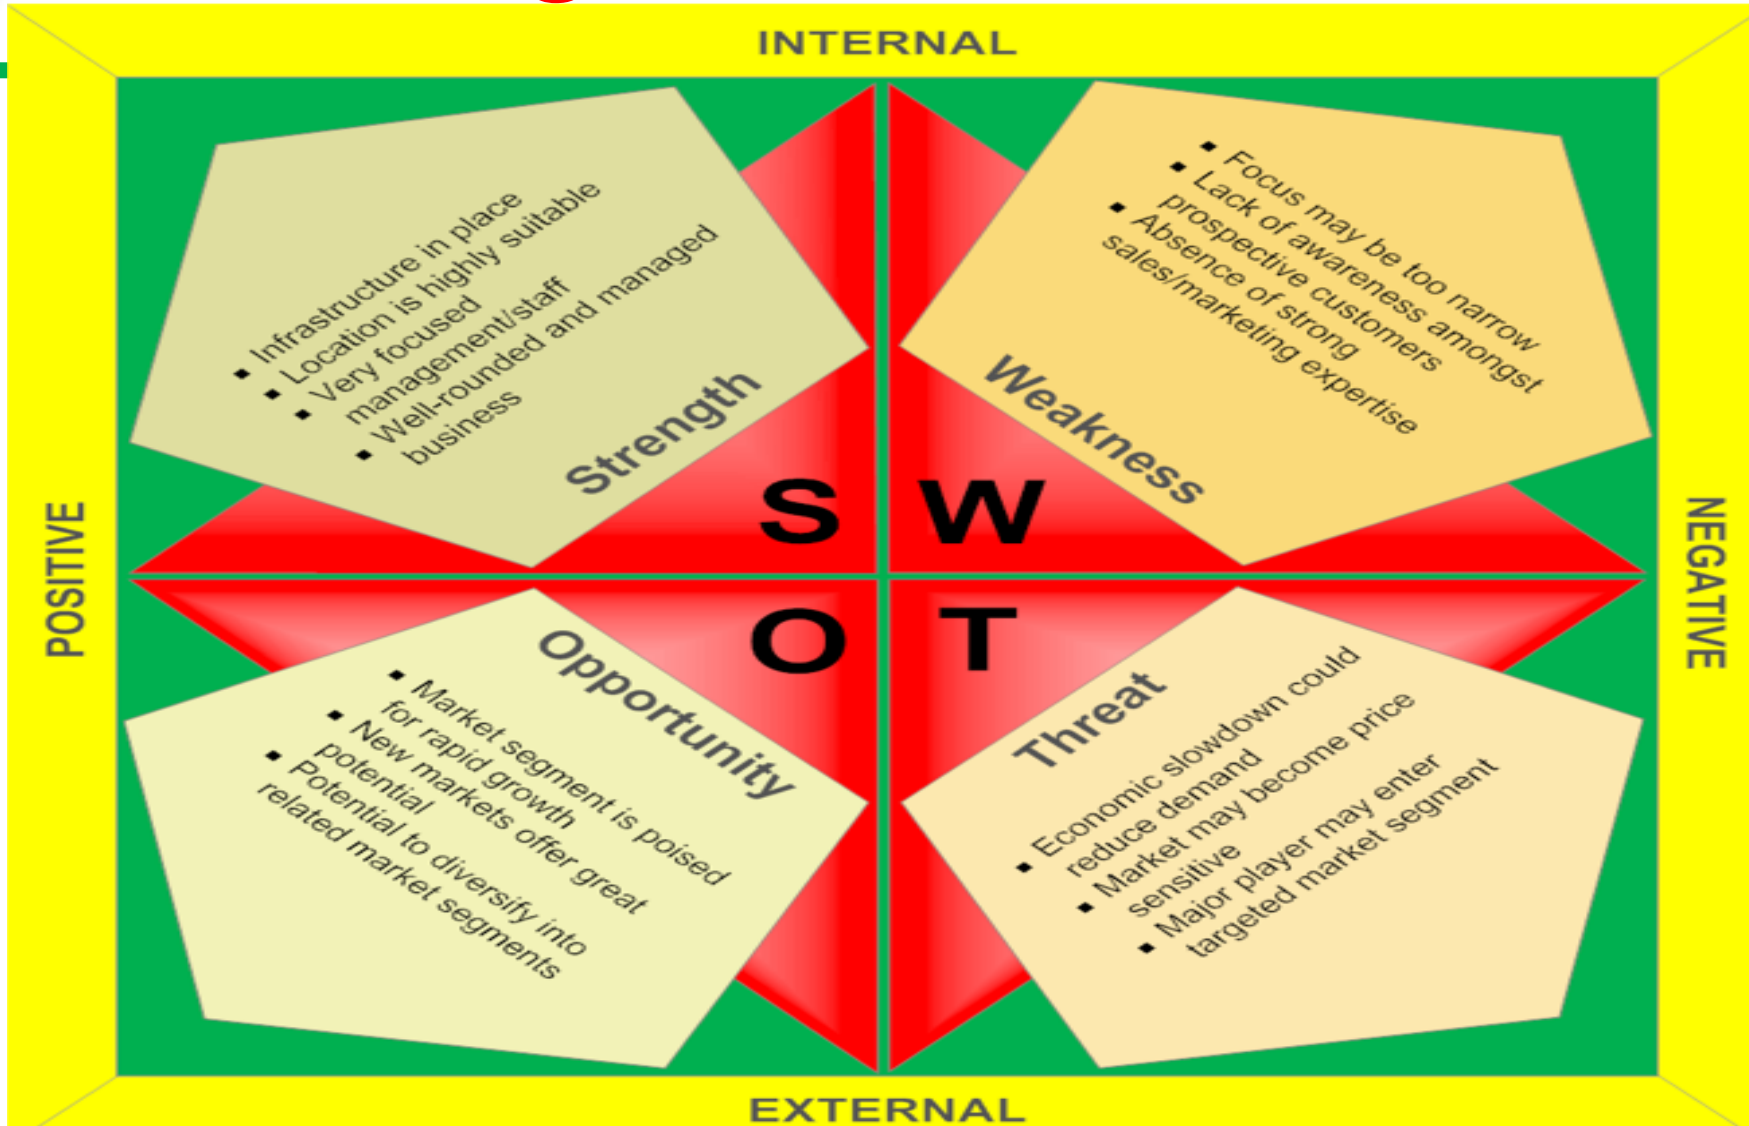 INTERNAL
Infrastructure in place
Location is highly suitable
Very focused
management/staff
Well-rounded and managed
business
Strength
Focus may be too narrow
Lack of awareness amongst
prospective customers
Absence of strong
sales/marketing expertise
Weakness
S W
O T
POSITIVE
NEGATIVE
Opportunity
Market segment is poised
for rapid growth
New markets offer great
potential
Potential to diversify into
related market segments
Threat
Economic slowdown could
reduce demand
Market may become price
sensitive
Major player may enter
targeted market segment
EXTERNAL